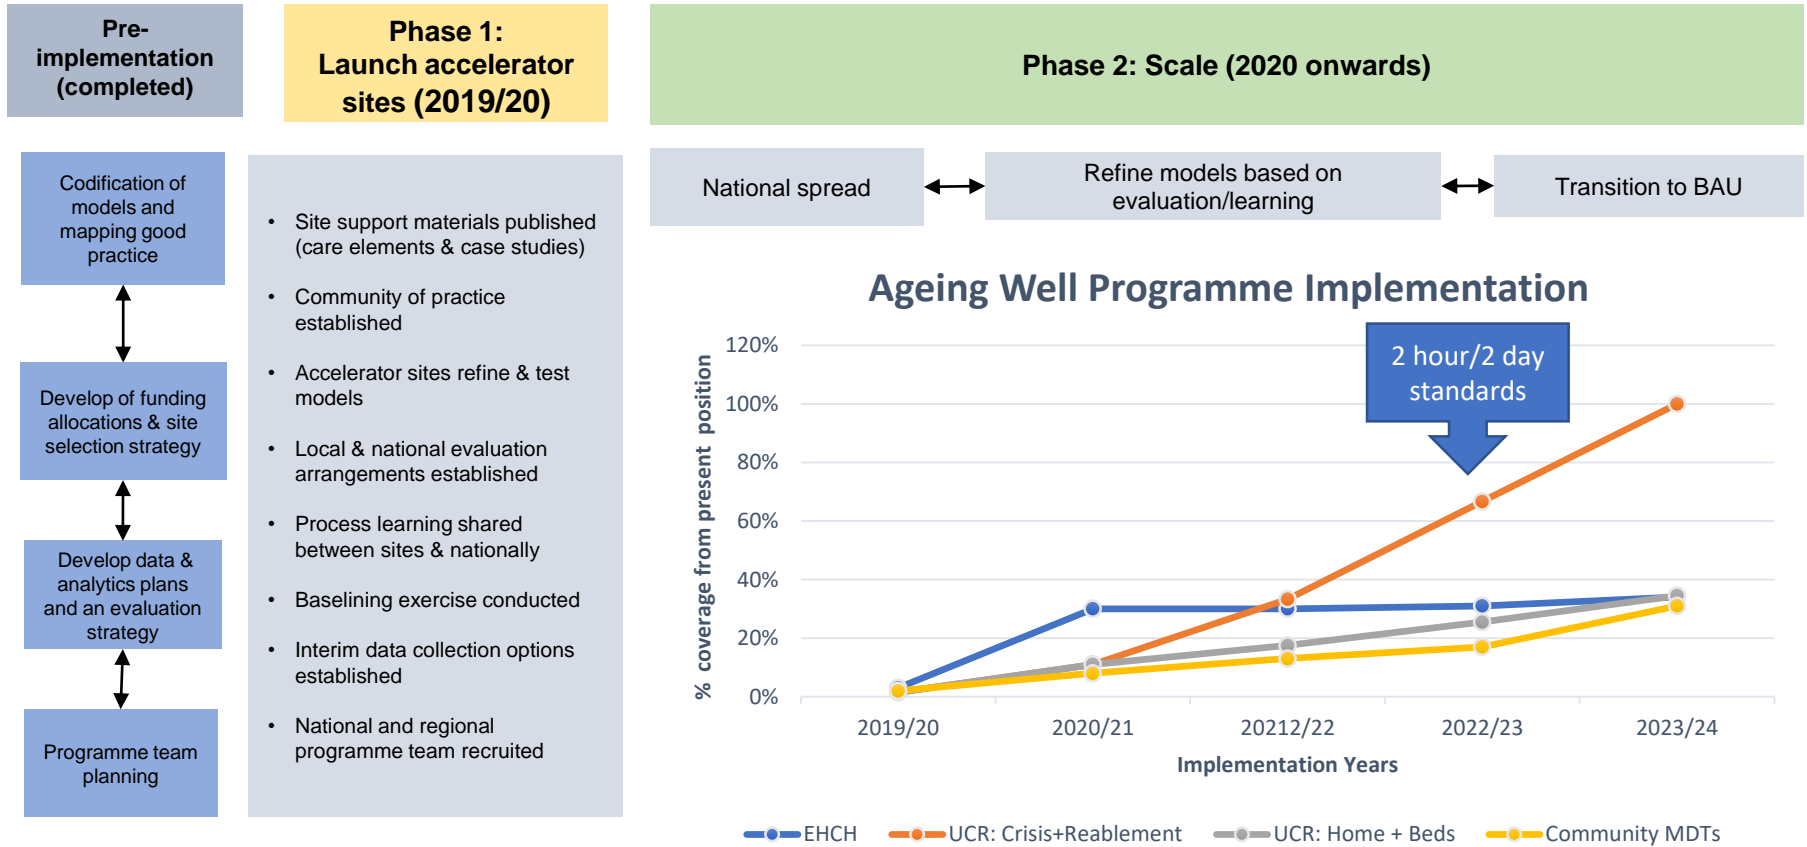 Pre-
implementation
(completed)
Phase 1:
Launch accelerator
sites (2019/20)
Phase 2: Scale (2020 onwards)
Codification of
models and
mapping good
practice
Develop of funding
allocations & site
selection strategy
Develop data &
analytics plans
and an evaluation
strategy
Programme team
planning
• Site support materials published
(care elements & case studies)
• Community of practice
established
• Accelerator sites refine & test
models
• Local & national evaluation
arrangements established
• Process learning shared
between sites & nationally
• Baselining exercise conducted
• Interim data collection options
established
• National and regional
programme team recruited
National spread
Refine models based on
evaluation/learning
Transition to BAU
Ageing Well Programme Implementation
2 hour/2 day
standards
% coverage from present position
120%
100%
80%
60%
40%
20%
0%
2019/20
2020/21
20212/22
2022/23
2023/24
Implementation Years
EHCH
UCR: Crisis+Reablement
UCR: Home + Beds
Community MDTs